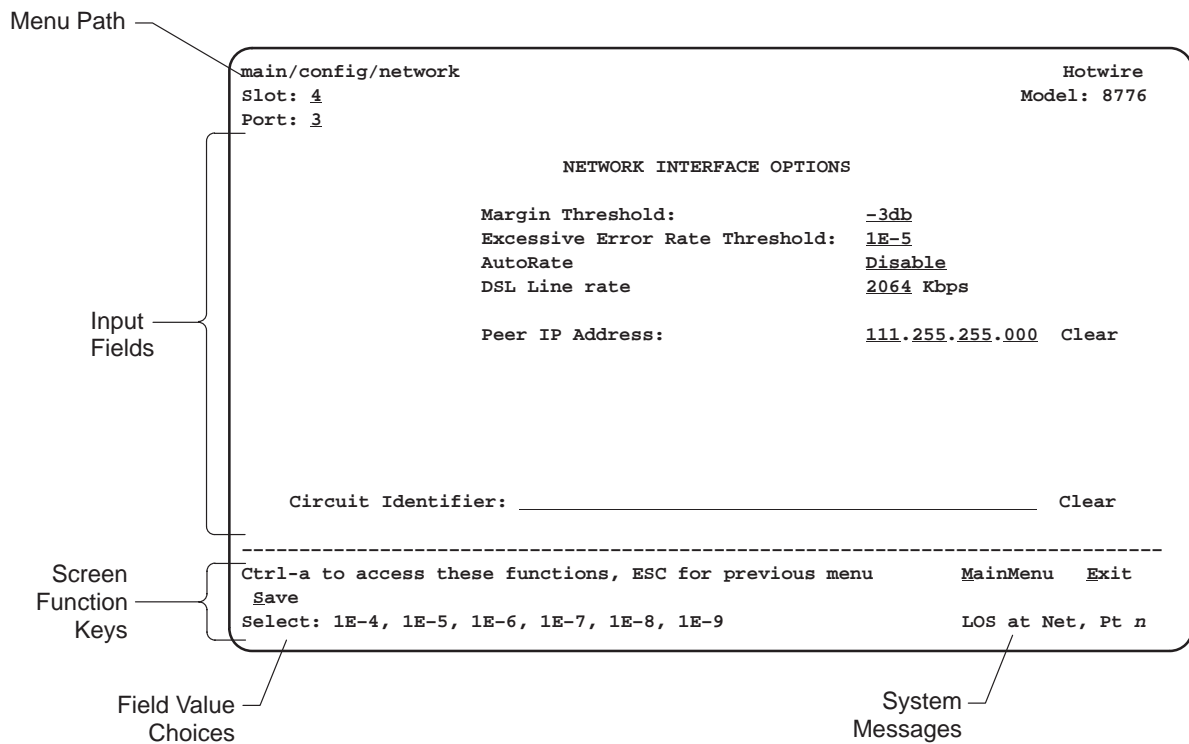 Menu Path
main/config/network Hotwire
Slot: 4 Model: 8776
Port: 3
NETWORK INTERFACE OPTIONS
Margin Threshold: –3db
Excessive Error Rate Threshold: 1E–5
AutoRate Disable
DSL Line rate 2064 Kbps
Input
Fields
Peer IP Address: 111.255.255.000 Clear
Circuit Identifier: Clear
Screen
Function
Keys
Ctrl–a to access these functions, ESC for previous menu MainMenu Exit
Save
Select: 1E–4, 1E–5, 1E–6, 1E–7, 1E–8, 1E–9 LOS at Net, Pt n
Field Value
Choices
System
Messages